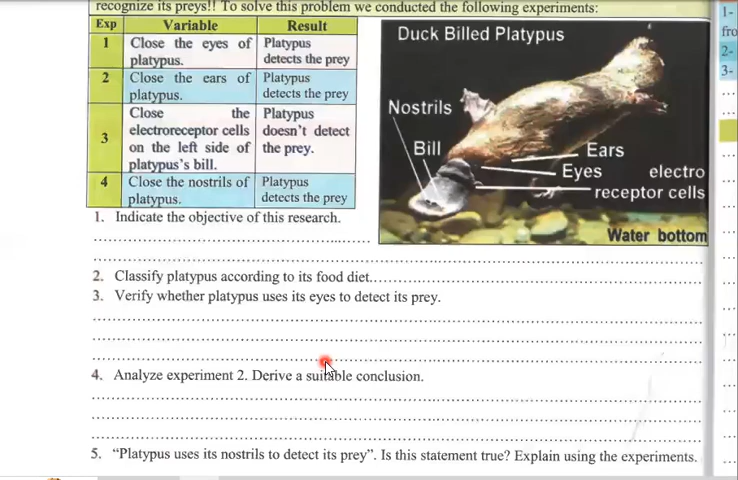 recognize its preys!! To solve this problem we conducted the following experiments:
Exp Variable Result
1 Close the eyes of platypus. Platypus detects the prey
2 Close the ears of platypus. Platypus detects the prey
3 Close the electroreceptor cells on the left side of platypus's bill. Platypus doesn't detect the prey.
4 Close the nostrils of platypus. Platypus detects the prey
Duck Billed Platypus
Nostrils
Bill
Ears
Eyes
electro
receptor cells
Water bottom
1. Indicate the objective of this research.
2. Classify platypus according to its food diet.
3. Verify whether platypus uses its eyes to detect its prey.
4. Analyze experiment 2. Derive a suitable conclusion.
5. “Platypus uses its nostrils to detect its prey”. Is this statement true? Explain using the experiments.
1-
fro
2-
3-